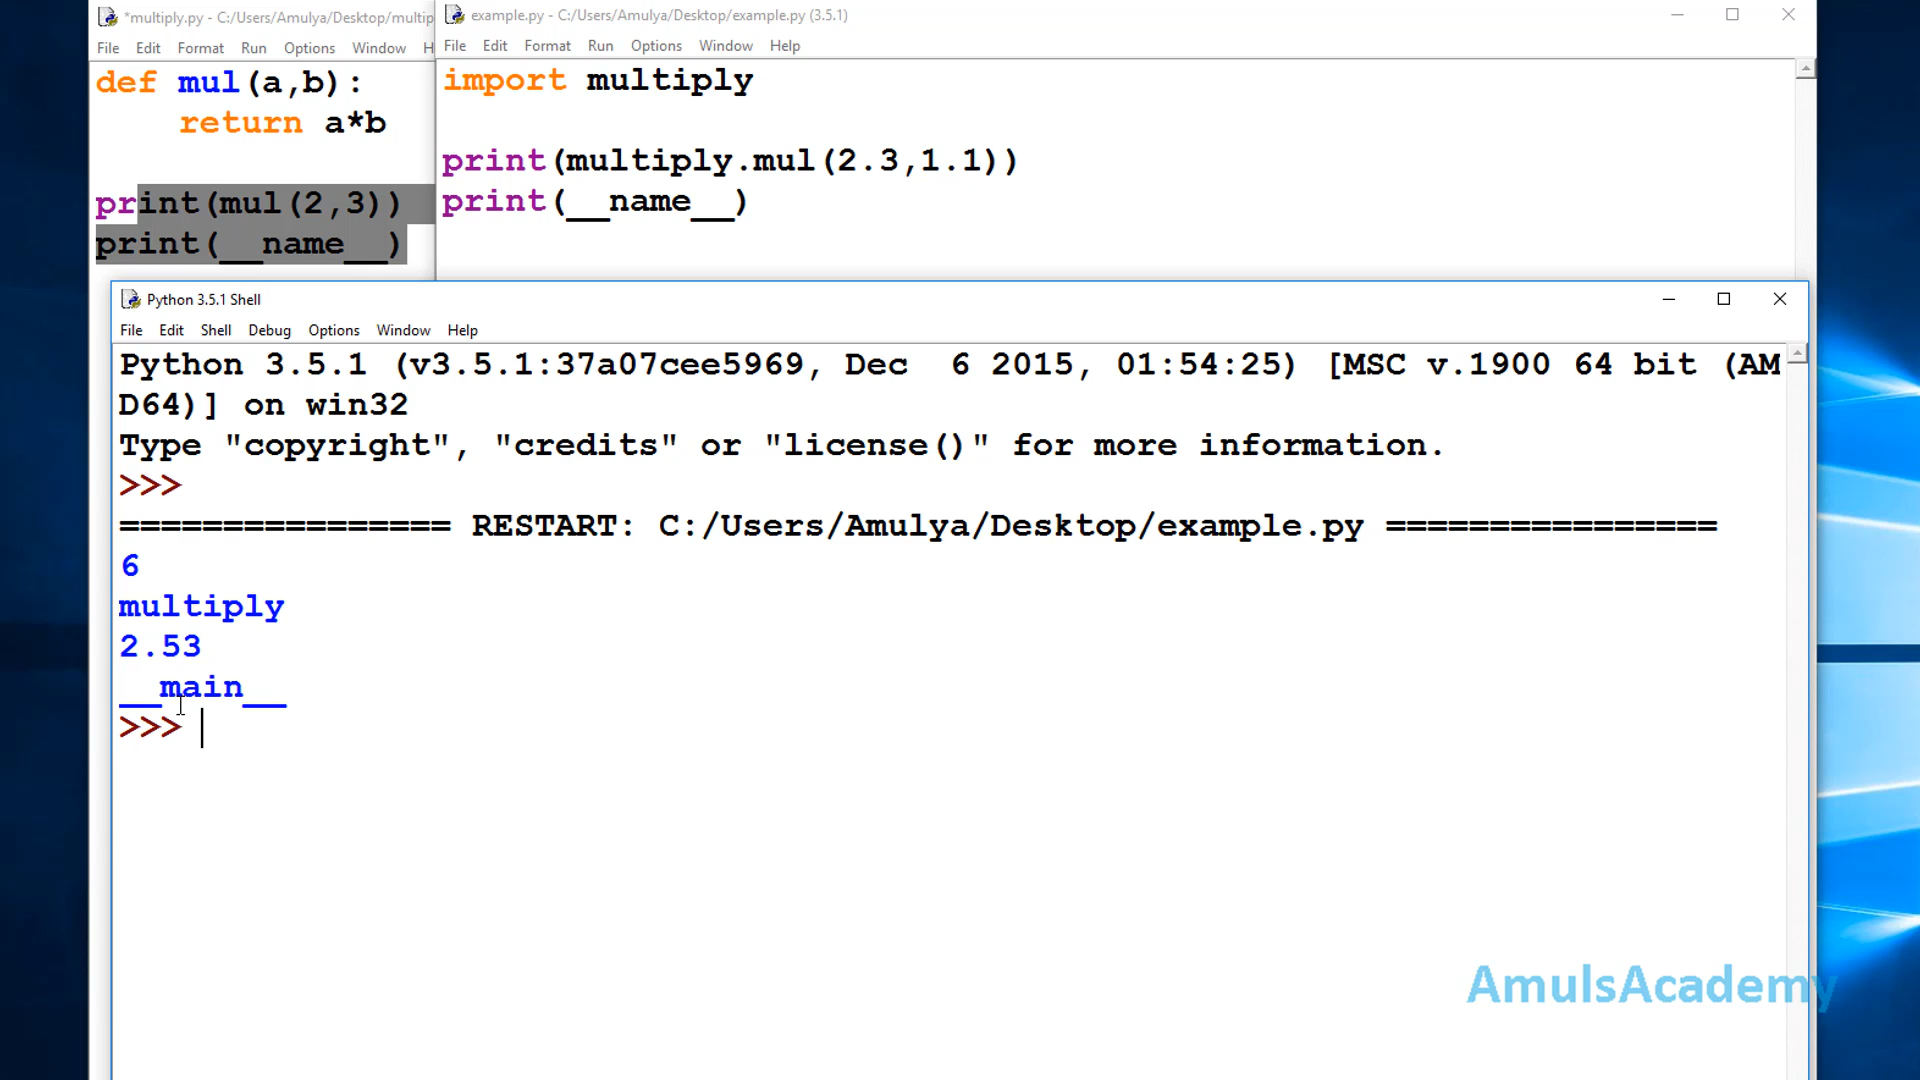 *multiply.py - C:/Users/Amulya/Desktop/multip
File Edit Format Run Options Window H
def mul(a,b):
    return a*b
print(mul(2,3))
print(__name__)
example.py - C:/Users/Amulya/Desktop/example.py (3.5.1)
File Edit Format Run Options Window Help
import multiply
print(multiply.mul(2.3,1.1))
print(__name__)
Python 3.5.1 Shell
File Edit Shell Debug Options Window Help
Python 3.5.1 (v3.5.1:37a07cee5969, Dec  6 2015, 01:54:25) [MSC v.1900 64 bit (AM
D64)] on win32
Type "copyright", "credits" or "license()" for more information.
>>>
================ RESTART: C:/Users/Amulya/Desktop/example.py ================
6
multiply
2.53
__main__
>>>
AmulsAcademy